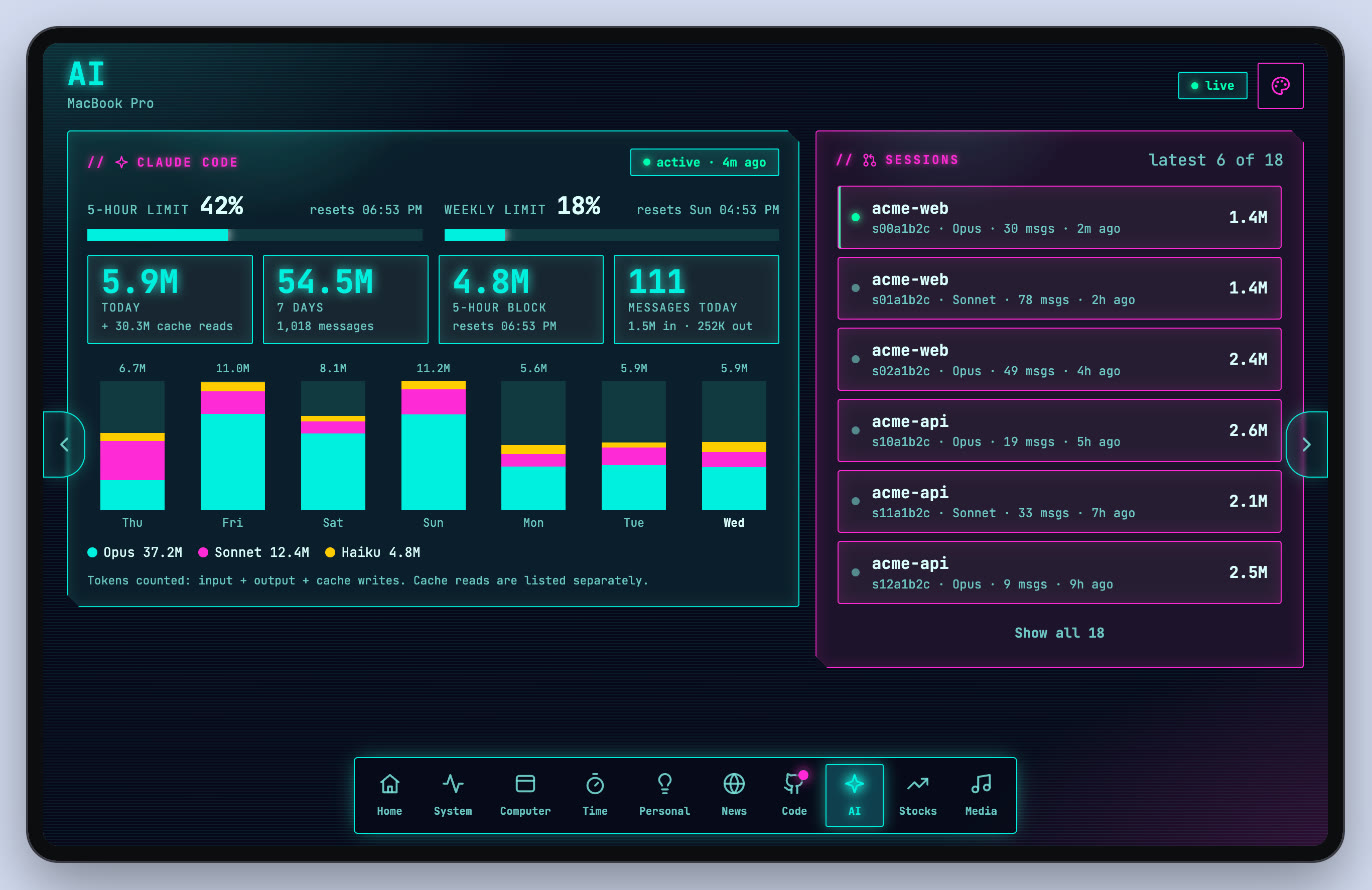 AI
MacBook Pro
live
// CLAUDE CODE
active · 4m ago
5-HOUR LIMIT 42%
resets 06:53 PM
WEEKLY LIMIT 18%
resets Sun 04:53 PM
5.9M
TODAY
+ 30.3M cache reads
54.5M
7 DAYS
1,018 messages
4.8M
5-HOUR BLOCK
resets 06:53 PM
111
MESSAGES TODAY
1.5M in · 252K out
6.7M 11.0M 8.1M 11.2M 5.6M 5.9M 5.9M
Thu Fri Sat Sun Mon Tue Wed
Opus 37.2M Sonnet 12.4M Haiku 4.8M
Tokens counted: input + output + cache writes. Cache reads are listed separately.
// SESSIONS
latest 6 of 18
acme-web
s00a1b2c · Opus · 30 msgs · 2m ago
1.4M
acme-web
s01a1b2c · Sonnet · 78 msgs · 2h ago
1.4M
acme-web
s02a1b2c · Opus · 49 msgs · 4h ago
2.4M
acme-api
s10a1b2c · Opus · 19 msgs · 5h ago
2.6M
acme-api
s11a1b2c · Sonnet · 33 msgs · 7h ago
2.1M
acme-api
s12a1b2c · Opus · 9 msgs · 9h ago
2.5M
Show all 18
Home System Computer Time Personal News Code AI Stocks Media